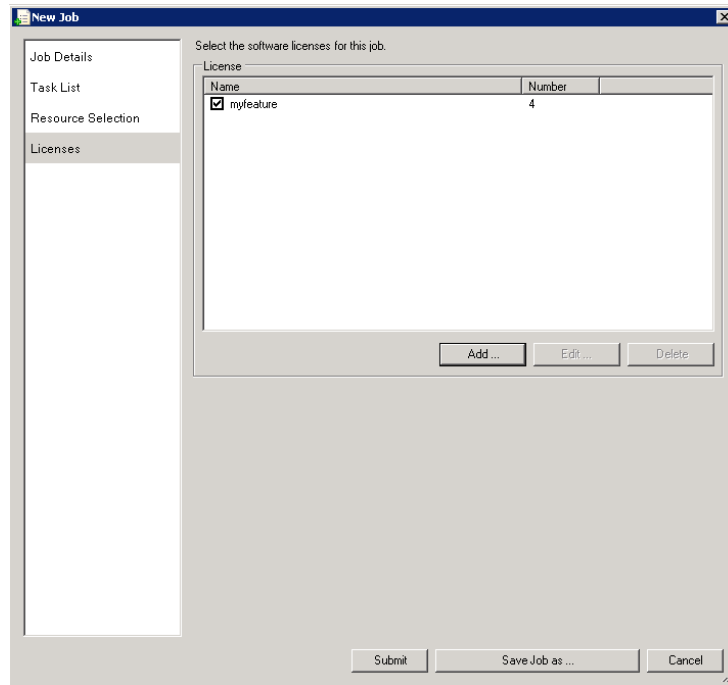 New Job
Job Details
Task List
Resource Selection
Licenses
Select the software licenses for this job.
License
Name Number
myfeature 4
Add ... Edit ... Delete
Submit Save Job as ... Cancel